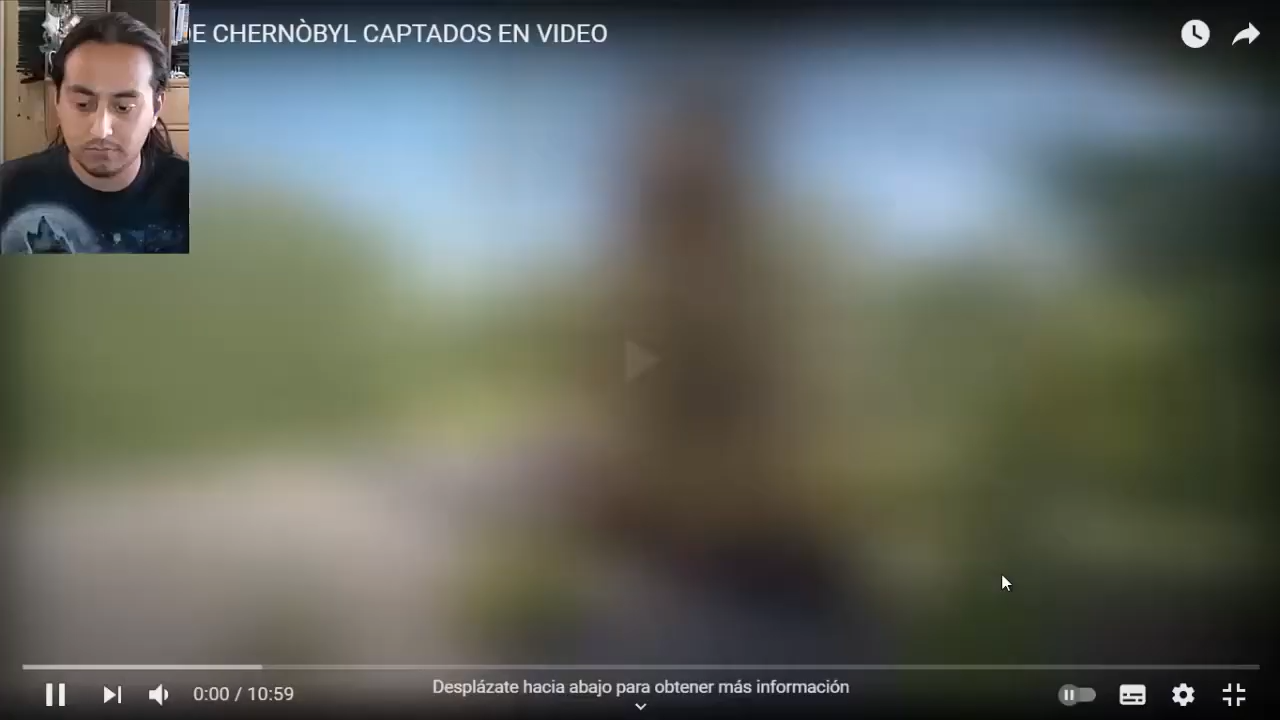 E CHERNÒBYL CAPTADOS EN VIDEO
Desplázate hacia abajo para obtener más información
0:00 / 10:59